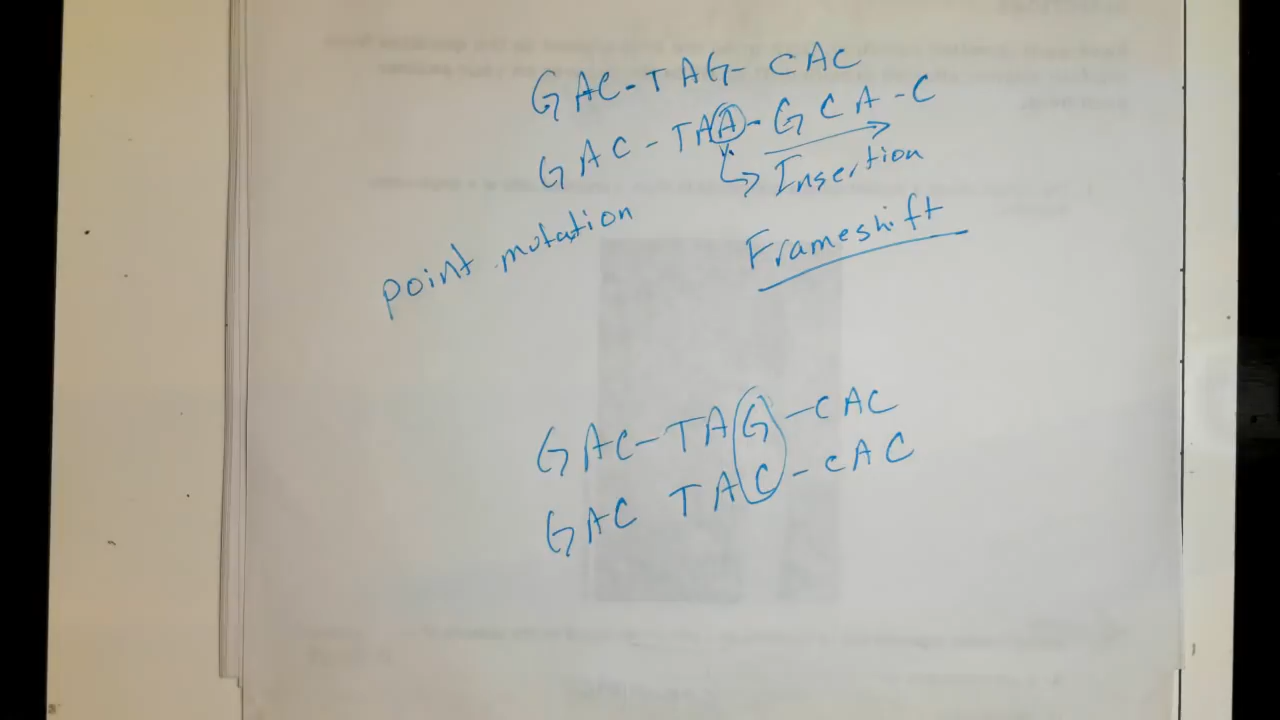 GAC-TAG-CAC
GAC-TAA-GCA-C
Insertion
point mutation
Frameshift
GAC-TAG-CAC
GAC TAC-CAC